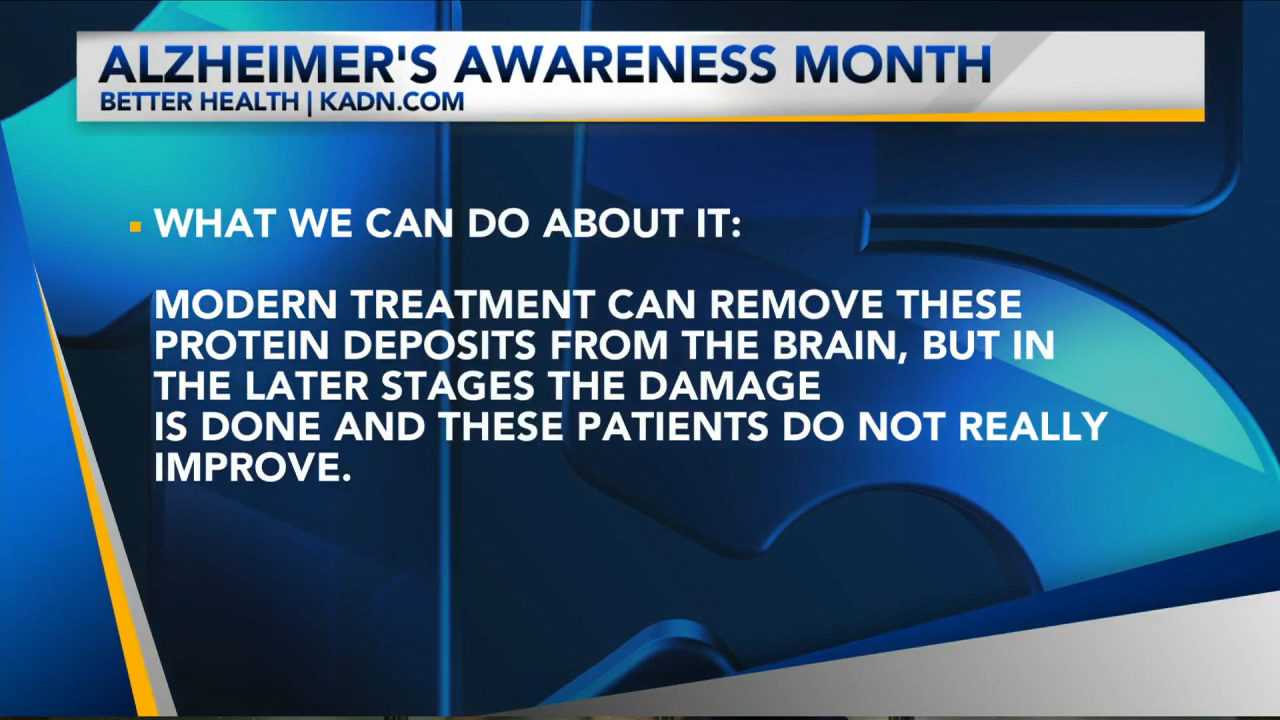 ALZHEIMER'S AWARENESS MONTH
BETTER HEALTH | KADN.COM
WHAT WE CAN DO ABOUT IT:
MODERN TREATMENT CAN REMOVE THESE
PROTEIN DEPOSITS FROM THE BRAIN, BUT IN
THE LATER STAGES THE DAMAGE
IS DONE AND THESE PATIENTS DO NOT REALLY
IMPROVE.